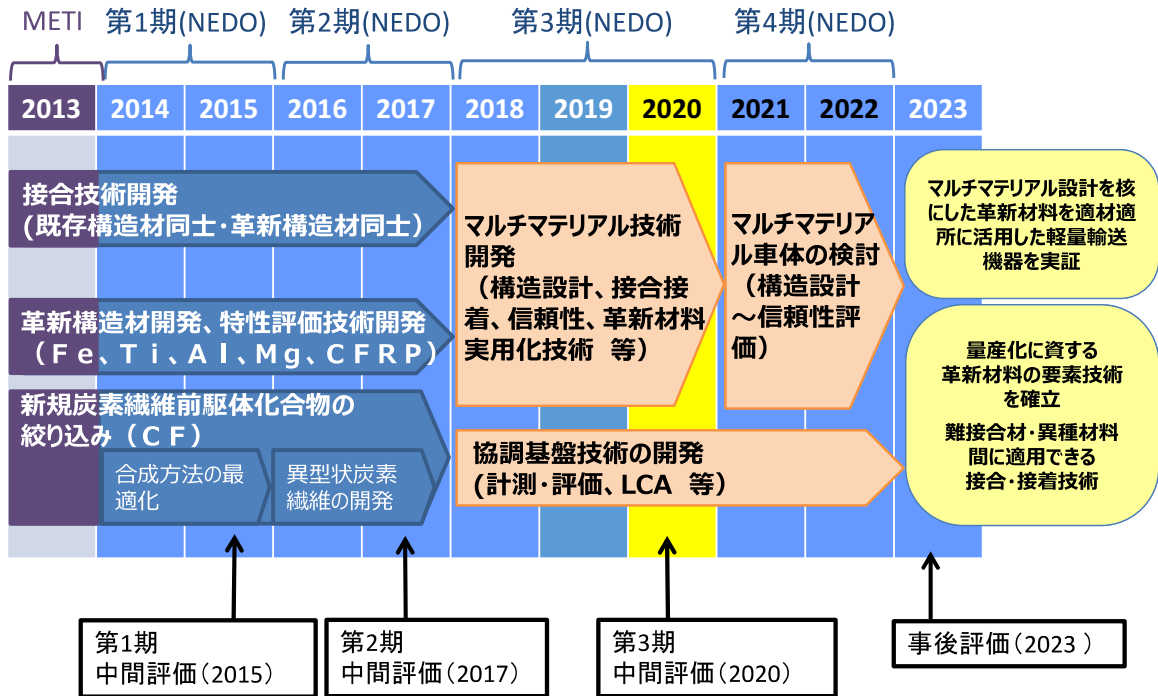 METI 第1期(NEDO) 第2期(NEDO) 第3期(NEDO) 第4期(NEDO)
2013 2014 2015 2016 2017 2018 2019 2020 2021 2022 2023
接合技術開発
(既存構造材同士・革新構造材同士)
革新構造材開発、特性評価技術開発
（Ｆｅ、Ｔｉ、Ａｌ、Ｍｇ、ＣＦＲＰ）
新規炭素繊維前駆体化合物の
絞り込み（ＣＦ）
合成方法の最
適化
異型状炭素
繊維の開発
マルチマテリアル技術
開発
（構造設計、接合接
着、信頼性、革新材料
実用化技術 等）
マルチマテリア
ル車体の検討
（構造設計
～信頼性評
価）
協調基盤技術の開発
(計測・評価、LCA 等）
マルチマテリアル設計を核
にした革新材料を適材適
所に活用した軽量輸送
機器を実証
量産化に資する
革新材料の要素技術
を確立
難接合材・異種材料
間に適用できる
接合・接着技術
第1期
中間評価（2015）
第2期
中間評価（2017）
第3期
中間評価（2020）
事後評価（2023 ）